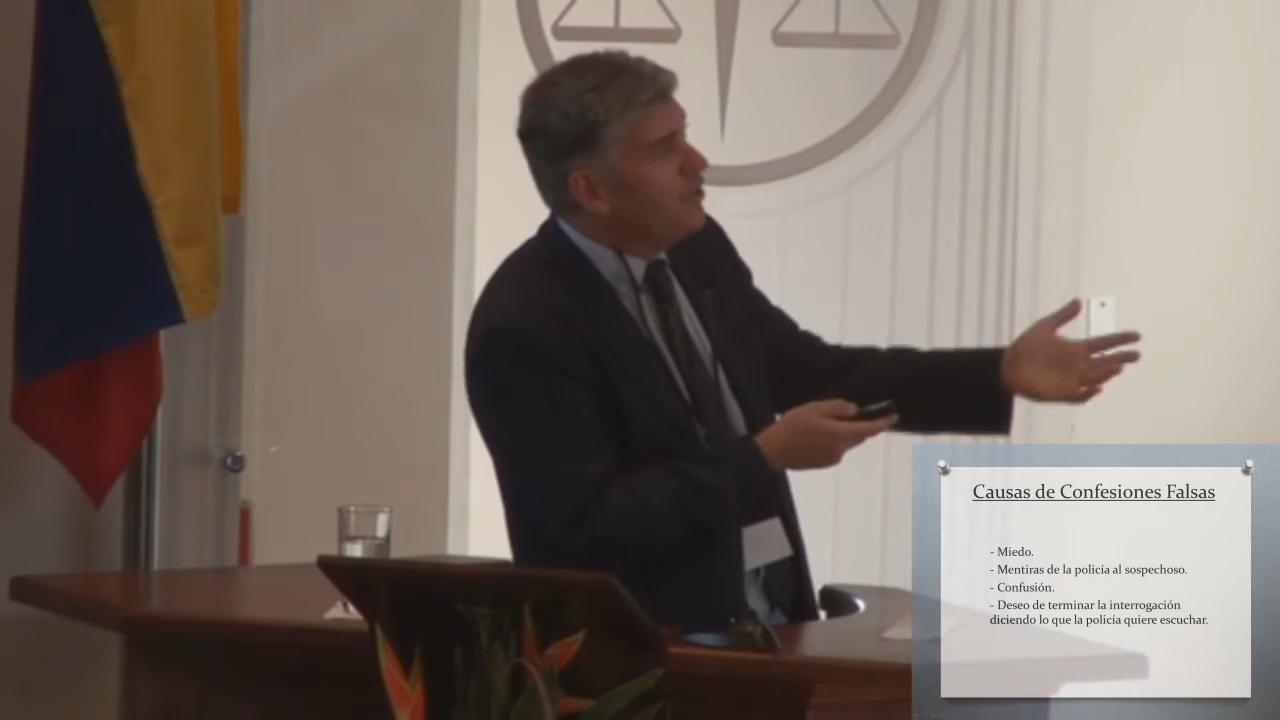 Causas de Confesiones Falsas
- Miedo.
- Mentiras de la policía al sospechoso.
- Confusión.
- Deseo de terminar la interrogación
diciendo lo que la policía quiere escuchar.